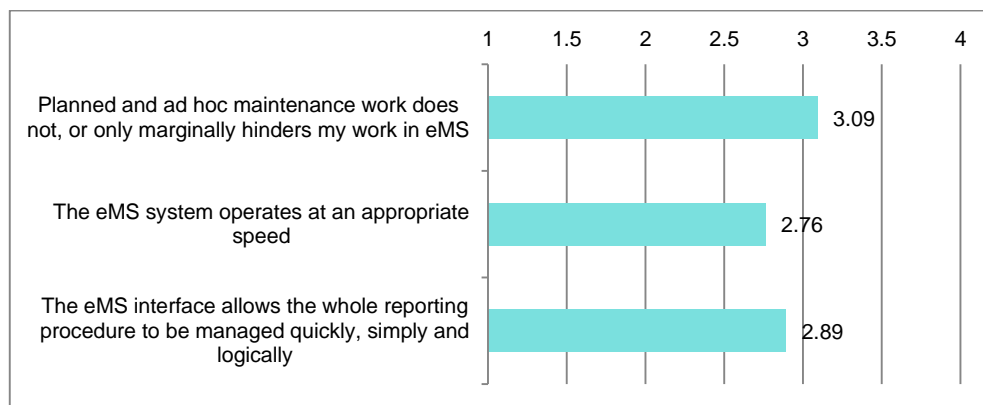 1 1.5 2 2.5 3 3.5 4
Planned and ad hoc maintenance work does
not, or only marginally hinders my work in eMS
3.09
The eMS system operates at an appropriate
speed
2.76
The eMS interface allows the whole reporting
procedure to be managed quickly, simply and
logically
2.89